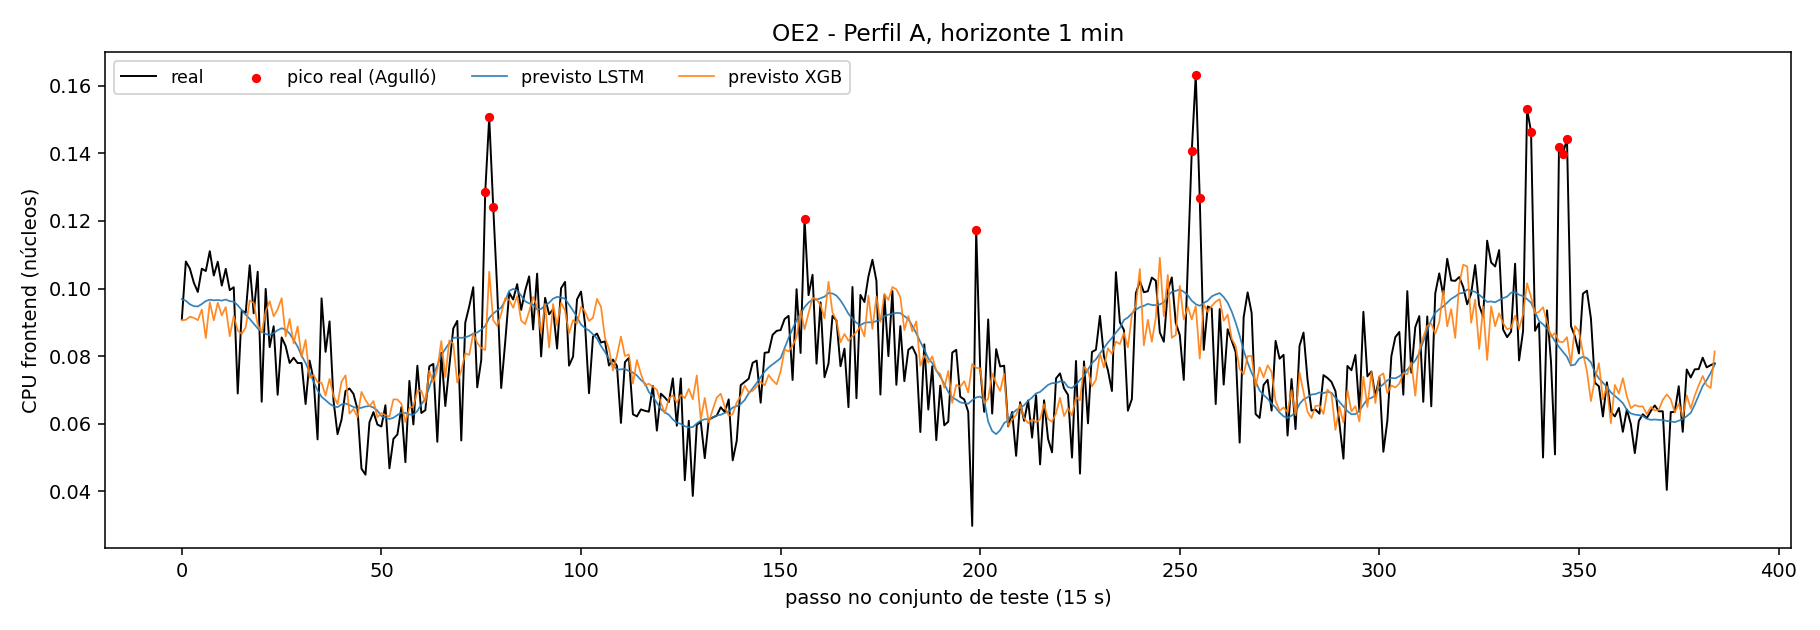 OE2 - Perfil A, horizonte 1 min
real
pico real (Agulló)
previsto LSTM
previsto XGB
CPU frontend (núcleos)
0.16
0.14
0.12
0.10
0.08
0.06
0.04
0 50 100 150 200 250 300 350 400
passo no conjunto de teste (15 s)